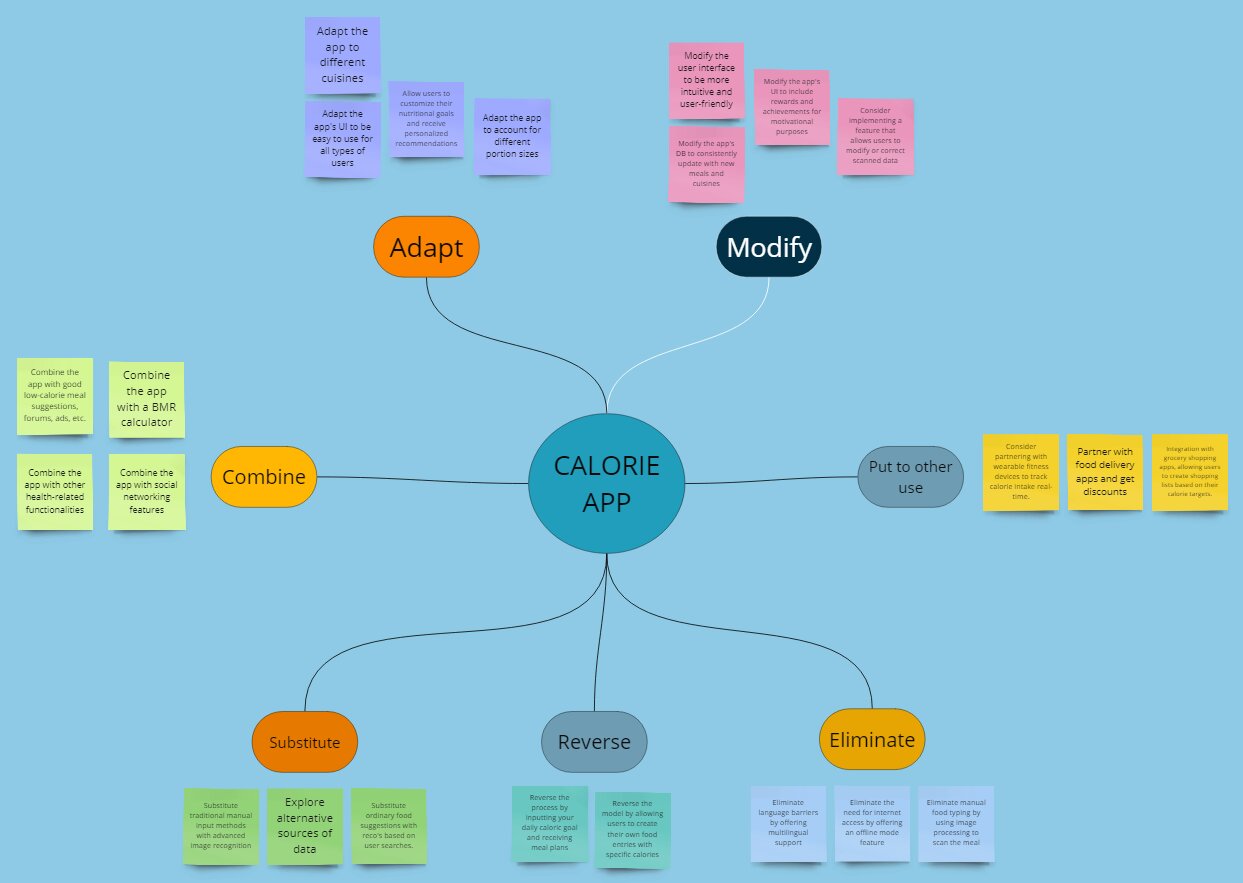 Adapt the
app to
different
cuisines
Adapt the
app's UI to be
easy to use for
all types of
users
Allow users to
customize their
nutritional goals
and receive
personalized
recommendations
Adapt the app
to account for
different
portion sizes
Adapt
Modify the
user interface
to be more
intuitive and
user-friendly
Modify the app's
DB to consistently
update with new
meals and
cuisines
Modify the app's
UI to include
rewards and
achievements for
motivational
purposes
Consider
implementing a
feature that
allows users to
modify or correct
scanned data
Modify
Combine the
app with good
low-calorie meal
suggestions,
forums, ads, etc.
Combine
the app
with a BMR
calculator
Combine the
app with other
health-related
functionalities
Combine the
app with social
networking
features
Combine
CALORIE
APP
Put to other
use
Consider
partnering with
wearable fitness
devices to track
calorie intake real-
time.
Partner with
food delivery
apps and get
discounts
Integration with
grocery shopping
apps, allowing users
to create shopping
lists based on their
calorie targets.
Substitute
Substitute
traditional manual
input methods
with advanced
image recognition
Explore
alternative
sources of
data
Substitute
ordinary food
suggestions with
reco's based on
user searches.
Reverse
Reverse the
process by
inputting your
daily caloric goal
and receiving
meal plans
Reverse the
model by allowing
users to create
their own food
entries with
specific calories
Eliminate
Eliminate
language barriers
by offering
multilingual
support
Eliminate the
need for internet
access by offering
an offline mode
feature
Eliminate manual
food typing by
using image
processing to
scan the meal